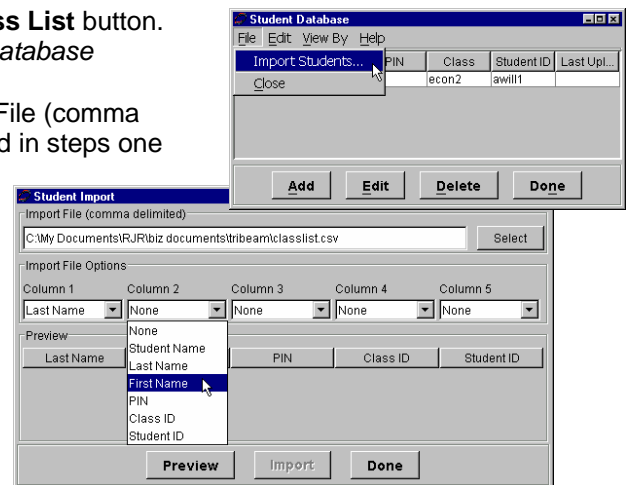 ss List button.
atabase
File (comma
d in steps one
Student Database
File Edit View By Help
Import Students... PIN Class Student ID Last Upl...
Close econ2 awill1
Add Edit Delete Done
Student Import
Import File (comma delimited)
C:\My Documents\RJR\biz documents\tribeam\classlist.csv Select
Import File Options
Column 1 Column 2 Column 3 Column 4 Column 5
Last Name None None None None
None
Preview Student Name
Last Name Last Name PIN Class ID Student ID
First Name
PIN
Class ID
Student ID
Preview Import Done